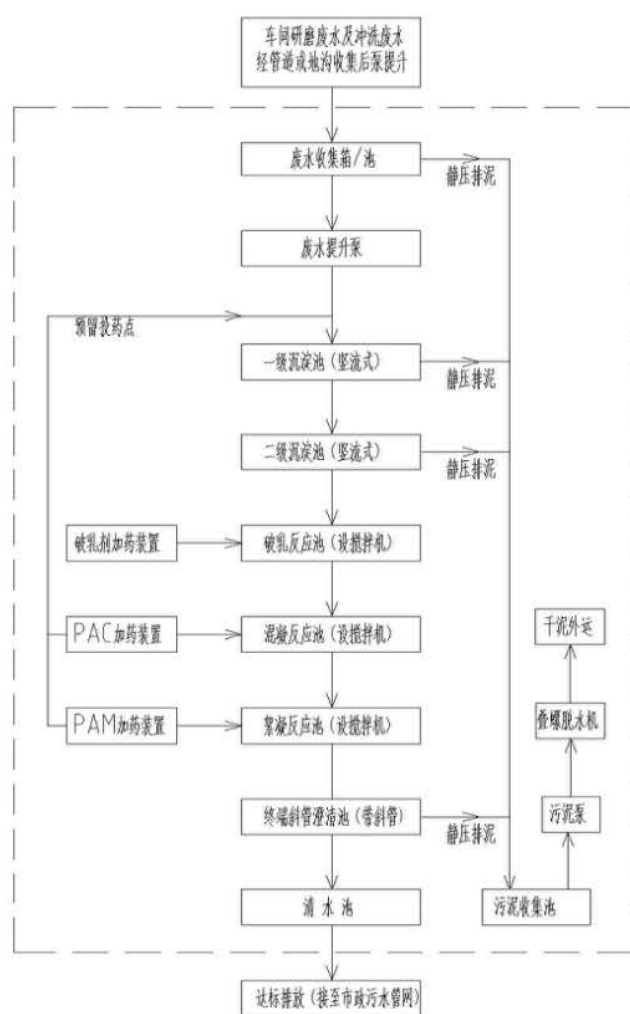 车间研磨废水及冲洗废水
经管道或地沟收集后泵提升
废水收集箱/池
静压排泥
废水提升泵
预留投药点
一级沉淀池(竖流式)
静压排泥
二级沉淀池(竖流式)
静压排泥
破乳剂加药装置
破乳反应池(设搅拌机)
PAC加药装置
混凝反应池(设搅拌机)
干泥外运
PAM加药装置
絮凝反应池(设搅拌机)
叠螺脱水机
终端斜管澄清池(带斜管)
静压排泥
污泥泵
清水池
污泥收集池
达标排放(接至市政污水管网)